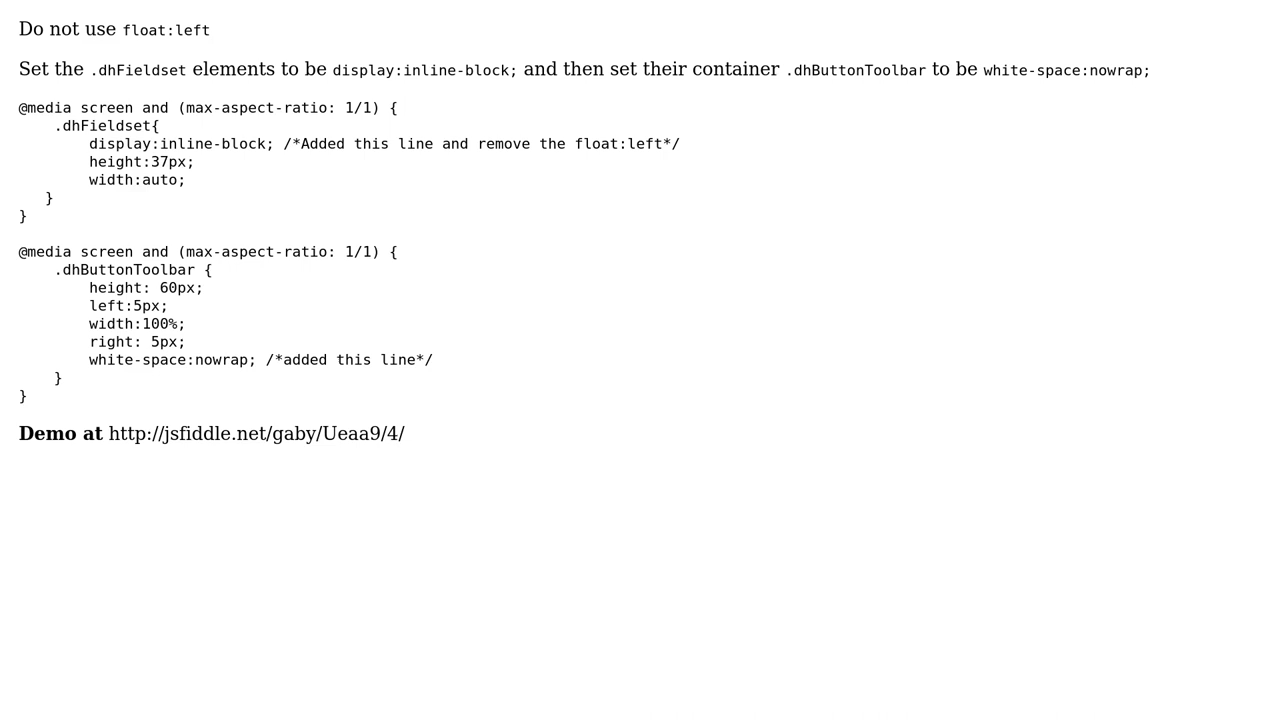 Do not use float:left
Set the .dhFieldset elements to be display:inline-block; and then set their container .dhButtonToolbar to be white-space:nowrap;
@media screen and (max-aspect-ratio: 1/1) {
    .dhFieldset{
        display:inline-block; /*Added this line and remove the float:left*/
        height:37px;
        width:auto;
   }
}
@media screen and (max-aspect-ratio: 1/1) {
    .dhButtonToolbar {
        height: 60px;
        left:5px;
        width:100%;
        right: 5px;
        white-space:nowrap; /*added this line*/
    }
}
Demo at http://jsfiddle.net/gaby/Ueaa9/4/